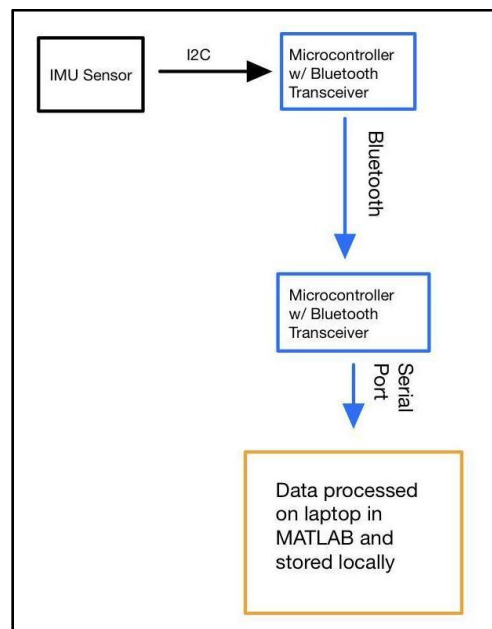 IMU Sensor
I2C
Microcontroller
w/ Bluetooth
Transceiver
Bluetooth
Microcontroller
w/ Bluetooth
Transceiver
Serial
Port
Data processed
on laptop in
MATLAB and
stored locally